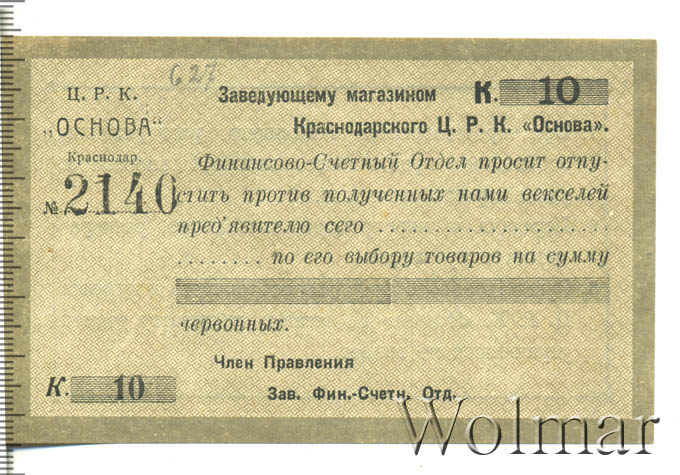 627
Ц. Р. К.
„ОСНОВА"
Краснодар.
№ 2140
Заведующему магазином К. 10
Краснодарского Ц. Р. К. «Основа».
Финансово-Счетный Отдел просит отпу-
стить против полученных нами векселей
пред'явителю сего . . . . . . . . . . . . . . . . . . . .
. . . . . . . . по его выбору товаров на сумму
червонных.
Член Правления
К. 10
Зав. Фин.-Счетн. Отд.
Wolmar